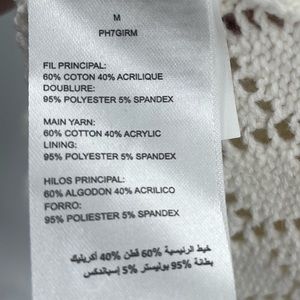 M
PH7GIRM
FIL PRINCIPAL:
60% COTON 40% ACRILIQUE
DOUBLURE:
95% POLYESTER 5% SPANDEX
MAIN YARN:
60% COTTON 40% ACRYLIC
LINING:
95% POLYESTER 5% SPANDEX
HILOS PRINCIPAL:
60% ALGODON 40% ACRILICO
FORRO:
95% POLIESTER 5% SPANDEX
خيط الرئيسية 60% قطن 40% أكريليك
بطانة 95% بوليستر 5% إسباندكس